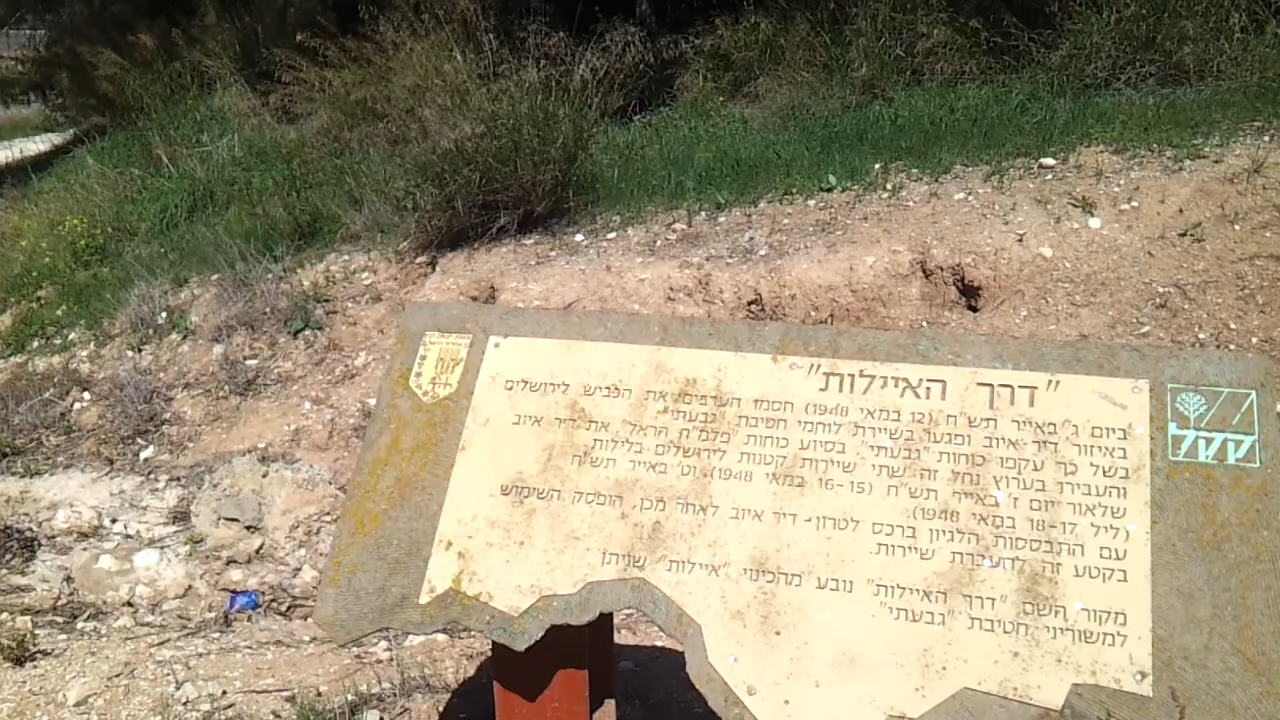 "דרך האיילות"
ביום ג' באייר תש"ח (12 במאי 1948) חסמו הערבים את הכביש לירושלים
באיזור דיר איוב ופגעו בשיירת לוחמי חטיבת "גבעתי".
בשל כך עקפו כוחות "גבעתי" בסיוע כוחות "פלמ"ח הראל" את דיר איוב
והעבירו בערוץ נחל זה שתי שיירות קטנות לירושלים בלילות
שלאור יום ז' באייר תש"ח (15-16 במאי 1948), וט' באייר תש"ח
(ליל 17-18 במאי 1948).
עם התבססות הלגיון ברכס לטרון-דיר איוב לאחר מכן, הופסק השימוש
בקטע זה להעברת שיירות.
מקור השם "דרך האיילות" נובע מהכינוי "איילות" שניתן
למשוריני חטיבת "גבעתי"
קקל